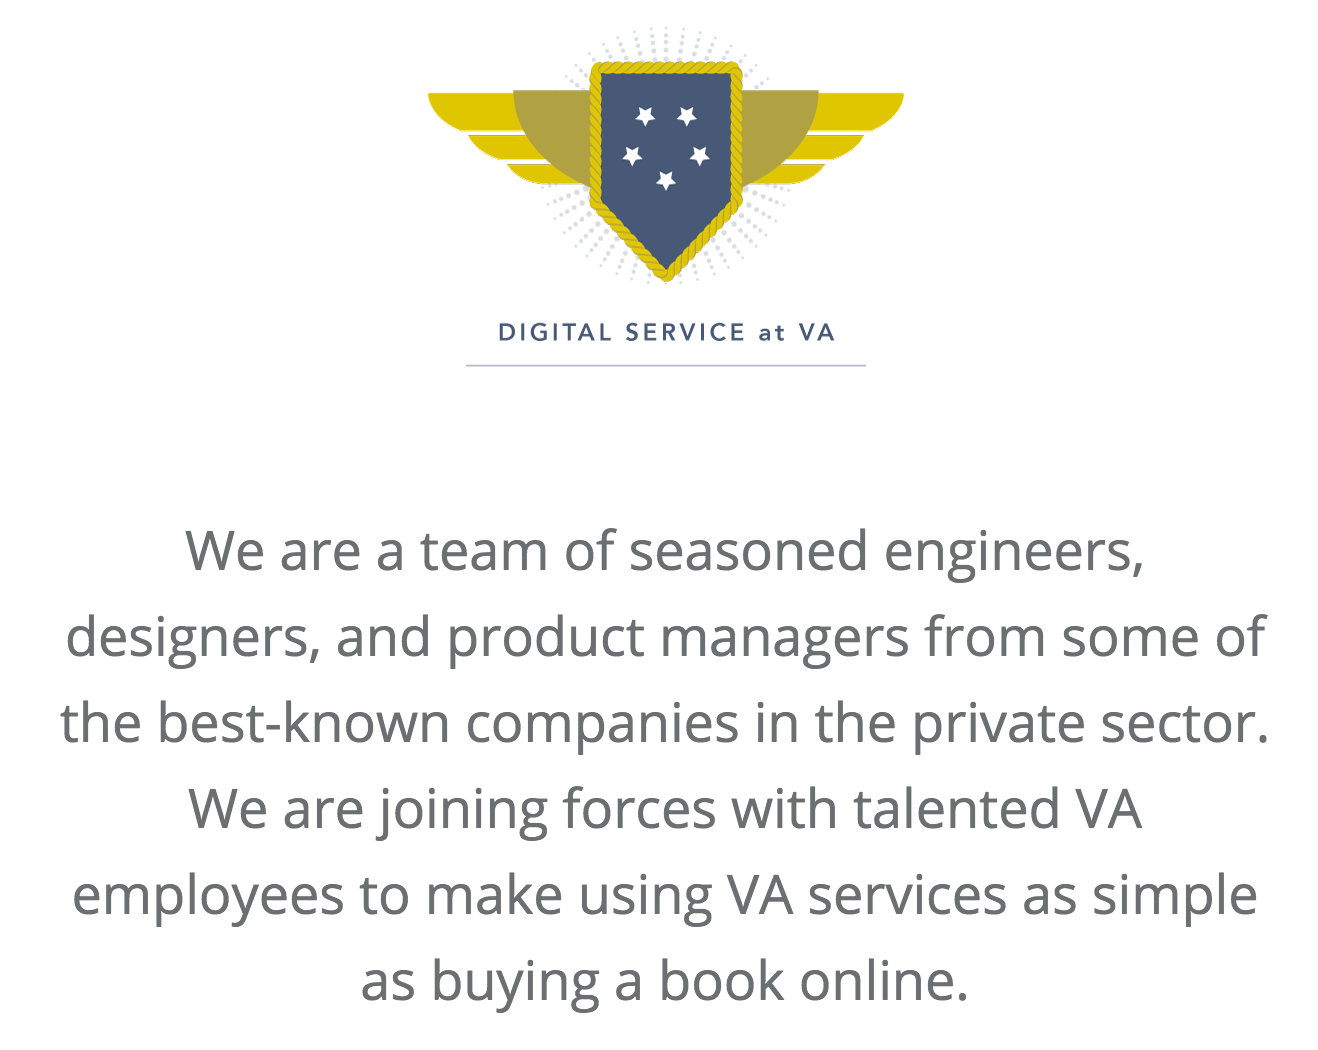 DIGITAL SERVICE at VA
We are a team of seasoned engineers,
designers, and product managers from some of
the best-known companies in the private sector.
We are joining forces with talented VA
employees to make using VA services as simple
as buying a book online.